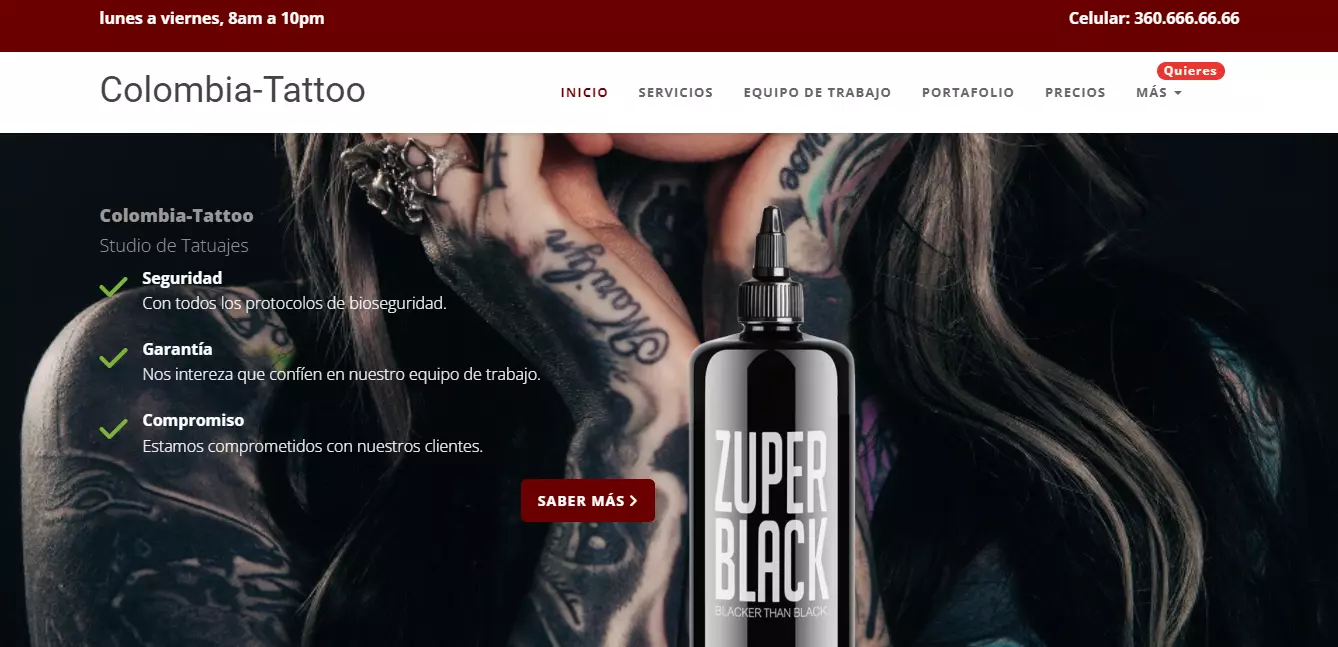 lunes a viernes, 8am a 10pm
Celular: 360.666.66.66
Colombia-Tattoo
Quieres
INICIO SERVICIOS EQUIPO DE TRABAJO PORTAFOLIO PRECIOS MÁS
Colombia-Tattoo
Studio de Tatuajes
Seguridad
Con todos los protocolos de bioseguridad.
Garantía
Nos intereza que confíen en nuestro equipo de trabajo.
Compromiso
Estamos comprometidos con nuestros clientes.
SABER MÁS
Marilyn
ZUPER
BLACK
BLACKER THAN BLACK